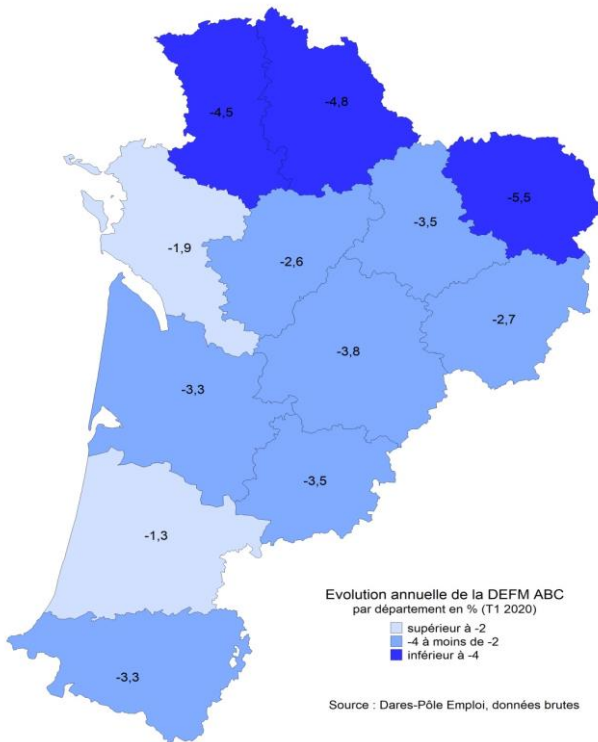 -4,5
-4,8
-5,5
-3,5
-1,9
-2,6
-2,7
-3,8
-3,3
-3,5
-1,3
-3,3
Evolution annuelle de la DEFM ABC
par département en % (T1 2020)
supérieur à -2
-4 à moins de -2
inférieur à -4
Source : Dares-Pôle Emploi, données brutes